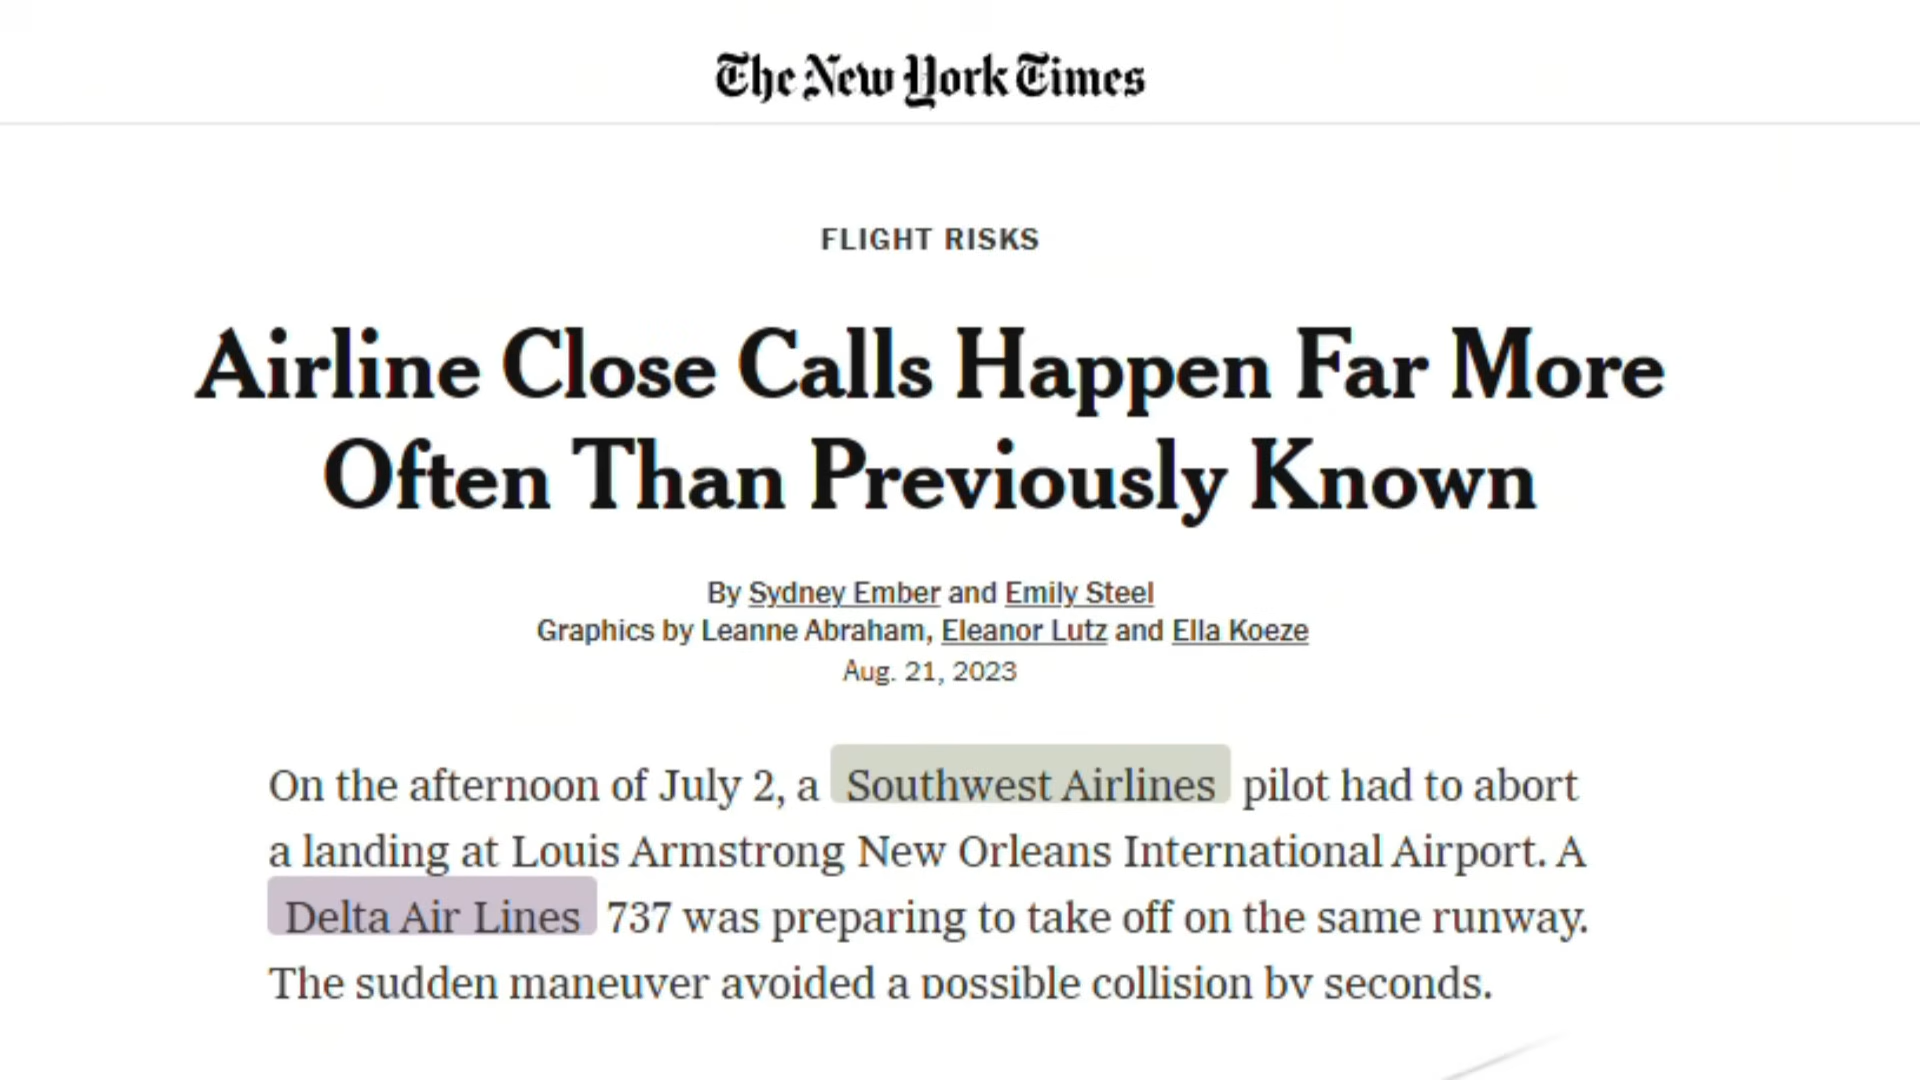 The New York Times
FLIGHT RISKS
Airline Close Calls Happen Far More
Often Than Previously Known
By Sydney Ember and Emily Steel
Graphics by Leanne Abraham, Eleanor Lutz and Ella Koeze
Aug. 21, 2023
On the afternoon of July 2, a Southwest Airlines pilot had to abort
a landing at Louis Armstrong New Orleans International Airport. A
Delta Air Lines 737 was preparing to take off on the same runway.
The sudden maneuver avoided a possible collision by seconds.